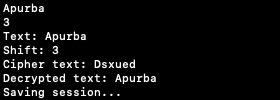 Apurba
3
Text: Apurba
Shift: 3
Cipher text: Dsxued
Decrypted text: Apurba
Saving session...